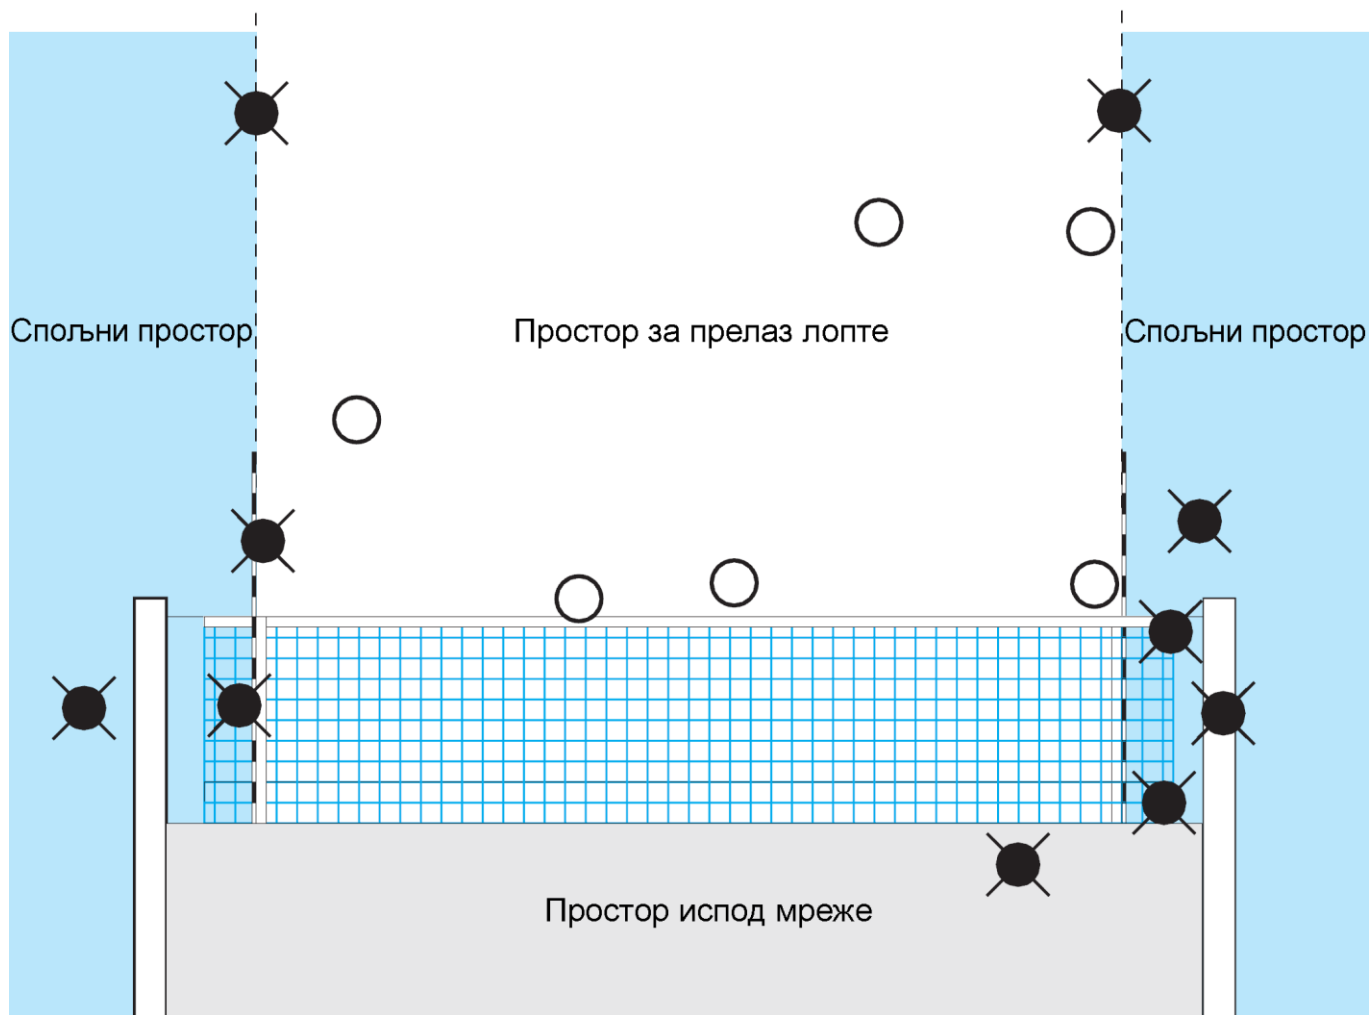 Спољни простор
Простор за прелаз лопте
Спољни простор
Простор испод мреже